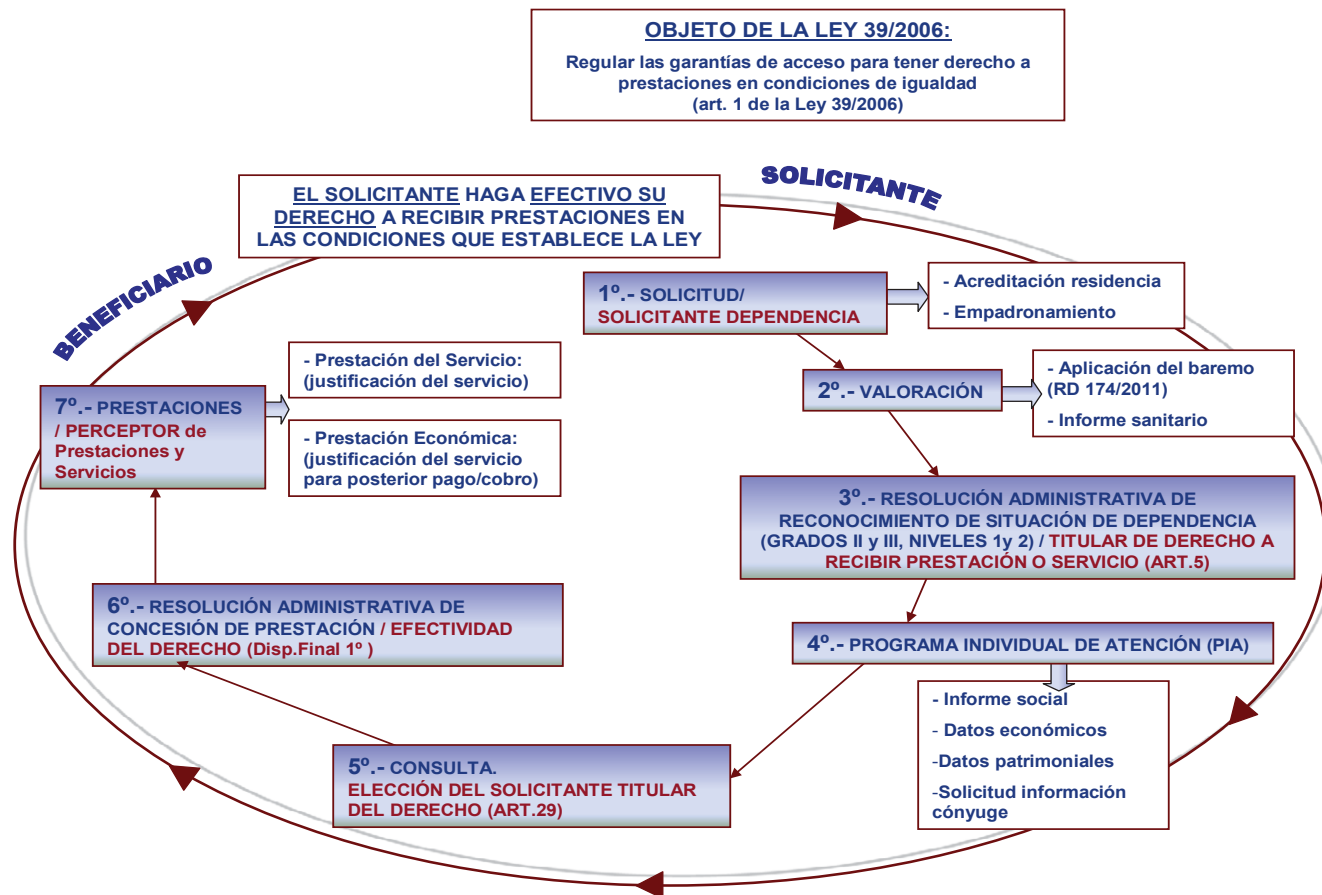 OBJETO DE LA LEY 39/2006:
Regular las garantías de acceso para tener derecho a
prestaciones en condiciones de igualdad
(art. 1 de la Ley 39/2006)
SOLICITANTE
EL SOLICITANTE HAGA EFECTIVO SU
DERECHO A RECIBIR PRESTACIONES EN
LAS CONDICIONES QUE ESTABLECE LA LEY
BENEFICIARIO
1º.- SOLICITUD/
SOLICITANTE DEPENDENCIA
- Acreditación residencia
- Empadronamiento
2º.- VALORACIÓN
- Aplicación del baremo
(RD 174/2011)
- Informe sanitario
3º.- RESOLUCIÓN ADMINISTRATIVA DE
RECONOCIMIENTO DE SITUACIÓN DE DEPENDENCIA
(GRADOS II y III, NIVELES 1y 2) / TITULAR DE DERECHO A
RECIBIR PRESTACIÓN O SERVICIO (ART.5)
4º.- PROGRAMA INDIVIDUAL DE ATENCIÓN (PIA)
- Informe social
- Datos económicos
-Datos patrimoniales
-Solicitud información
cónyuge
5º.- CONSULTA.
ELECCIÓN DEL SOLICITANTE TITULAR
DEL DERECHO (ART.29)
6º.- RESOLUCIÓN ADMINISTRATIVA DE
CONCESIÓN DE PRESTACIÓN / EFECTIVIDAD
DEL DERECHO (Disp.Final 1º )
7º.- PRESTACIONES
/ PERCEPTOR de
Prestaciones y
Servicios
- Prestación del Servicio:
(justificación del servicio)
- Prestación Económica:
(justificación del servicio
para posterior pago/cobro)